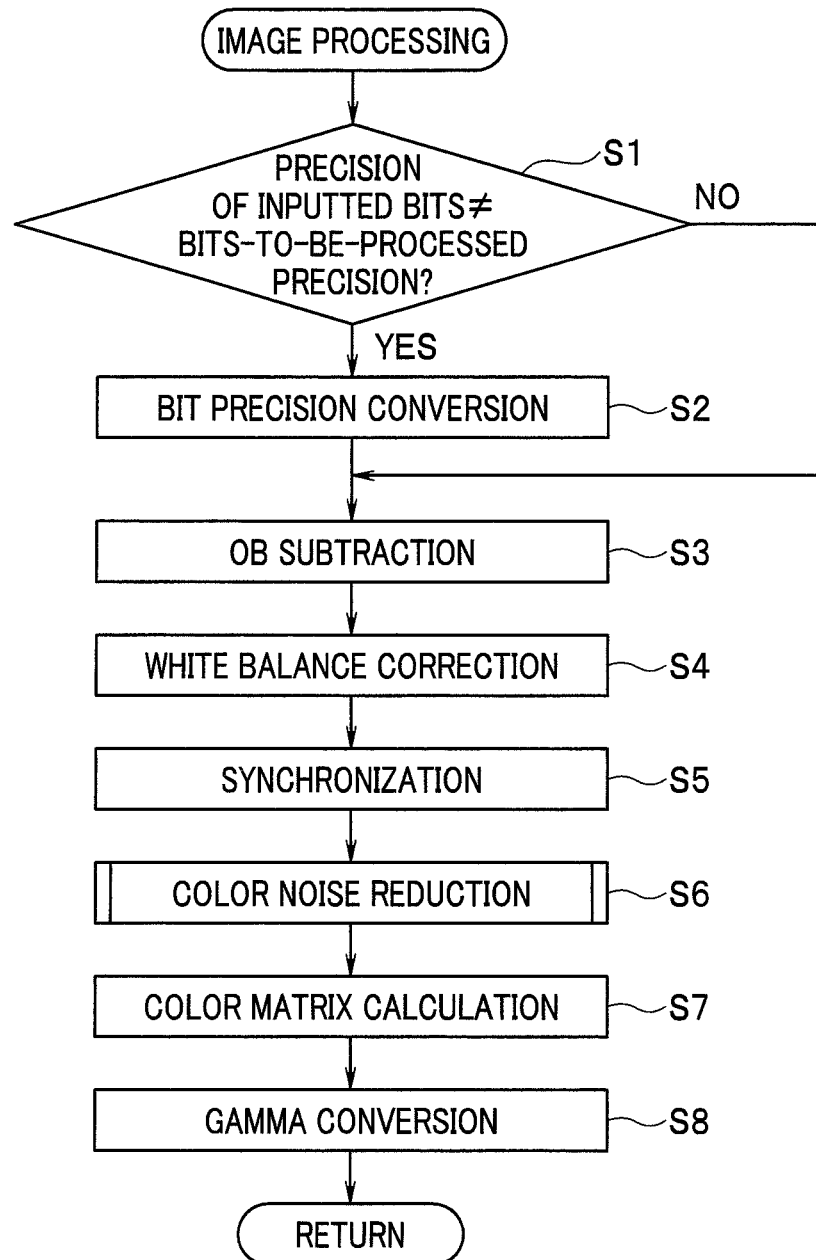 IMAGE PROCESSING
S1
PRECISION
OF INPUTTED BITS≠
BITS-TO-BE-PROCESSED
PRECISION?
NO
YES
BIT PRECISION CONVERSION
S2
OB SUBTRACTION
S3
WHITE BALANCE CORRECTION
S4
SYNCHRONIZATION
S5
COLOR NOISE REDUCTION
S6
COLOR MATRIX CALCULATION
S7
GAMMA CONVERSION
S8
RETURN